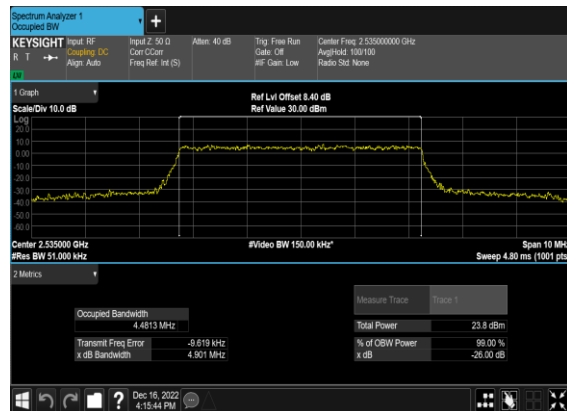 Spectrum Analyzer 1
Occupied BW
+
KEYSIGHT
R T
LW
Input: RF
Coupling: DC
Align: Auto
Input Z: 50 Ω
Corr CCorr
Freq Ref: Int (S)
Atten: 40 dB
Trig: Free Run
Gate: Off
#IF Gain: Low
Center Freq: 2.535000000 GHz
Avg|Hold: 100/100
Radio Std: None
1 Graph
Scale/Div 10.0 dB
Ref Lvl Offset 8.40 dB
Ref Value 30.00 dBm
Log
20.0
10.0
0.00
-10.0
-20.0
-30.0
-40.0
-50.0
-60.0
Center 2.535000 GHz
#Res BW 51.000 kHz
#Video BW 150.00 kHz*
Span 10 MHz
Sweep 4.80 ms (1001 pts
2 Metrics
Measure Trace Trace 1
Occupied Bandwidth
4.4813 MHz
Total Power 23.8 dBm
Transmit Freq Error -9.619 kHz
% of OBW Power 99.00 %
x dB Bandwidth 4.901 MHz
x dB -26.00 dB
?
Dec 16, 2022
4:15:44 PM